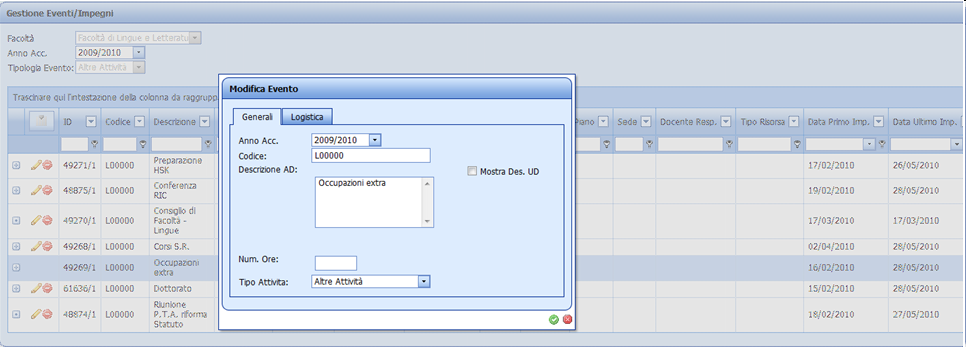 Gestione Eventi/Impegni
Facoltà Facoltà di Lingue e Letteratu
Anno Acc. 2009/2010
Tipologia Evento: Altre Attività
Trascinare qui l'intestazione della colonna da raggrupp
ID Codice Descrizione Piano Sede Docente Resp. Tipo Risorsa Data Primo Imp. Data Ultimo Imp.
49271/1 L00000 Preparazione HSK 17/02/2010 26/05/2010
48875/1 L00000 Conferenza RIC 19/02/2010 28/05/2010
49270/1 L00000 Consiglio di Facoltà - Lingue 17/03/2010 17/03/2010
49268/1 L00000 Corsi S.R. 02/04/2010 28/05/2010
49269/1 L00000 Occupazioni extra 16/02/2010 28/05/2010
61636/1 L00000 Dottorato 15/02/2010 28/05/2010
48874/1 L00000 Riunione P.T.A. riforma Statuto 18/02/2010 27/05/2010
Modifica Evento
Generali Logistica
Anno Acc. 2009/2010
Codice: L00000
Descrizione AD: Mostra Des. UD
Occupazioni extra
Num. Ore:
Tipo Attivita: Altre Attività